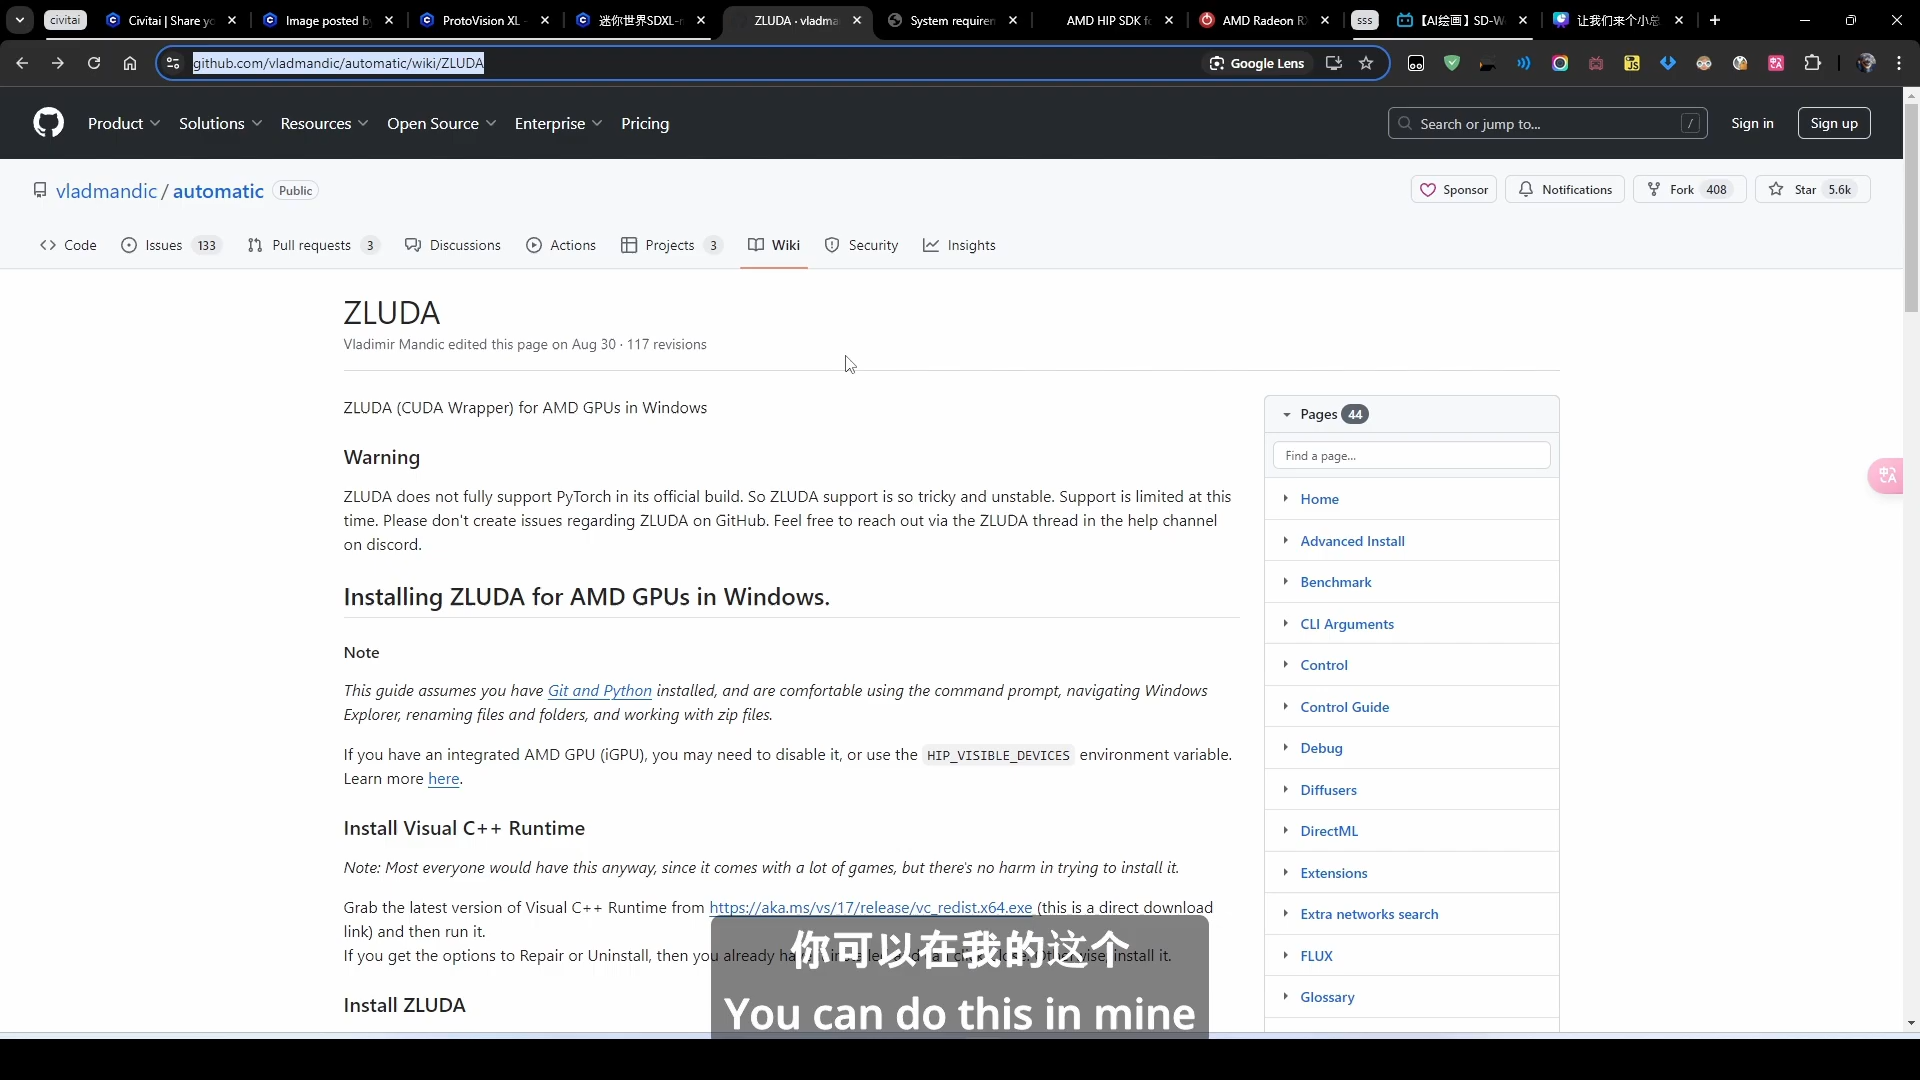 civitai
Civitai | Share yo
Image posted b
ProtoVision XL -
迷你世界SDXL-
ZLUDA · vladma
System requirem
AMD HIP SDK fo
AMD Radeon R
sss
【AI绘画】SD-W
让我们来个小总
github.com/vladmandic/automatic/wiki/ZLUDA
Google Lens
Product
Solutions
Resources
Open Source
Enterprise
Pricing
Search or jump to...
/
Sign in
Sign up
vladmandic / automatic
Public
Sponsor
Notifications
Fork 408
Star 5.6k
Code
Issues 133
Pull requests 3
Discussions
Actions
Projects 3
Wiki
Security
Insights
ZLUDA
Vladimir Mandic edited this page on Aug 30 · 117 revisions
ZLUDA (CUDA Wrapper) for AMD GPUs in Windows
Warning
ZLUDA does not fully support PyTorch in its official build. So ZLUDA support is so tricky and unstable. Support is limited at this
time. Please don't create issues regarding ZLUDA on GitHub. Feel free to reach out via the ZLUDA thread in the help channel
on discord.
Installing ZLUDA for AMD GPUs in Windows.
Note
This guide assumes you have Git and Python installed, and are comfortable using the command prompt, navigating Windows
Explorer, renaming files and folders, and working with zip files.
If you have an integrated AMD GPU (iGPU), you may need to disable it, or use the HIP_VISIBLE_DEVICES environment variable.
Learn more here.
Install Visual C++ Runtime
Note: Most everyone would have this anyway, since it comes with a lot of games, but there's no harm in trying to install it.
Grab the latest version of Visual C++ Runtime from https://aka.ms/vs/17/release/vc_redist.x64.exe (this is a direct download
link) and then run it.
If you get the options to Repair or Uninstall, then you already install it.
Install ZLUDA
Pages 44
Find a page...
Home
Advanced Install
Benchmark
CLI Arguments
Control
Control Guide
Debug
Diffusers
DirectML
Extensions
Extra networks search
FLUX
Glossary
你可以在我的这个
You can do this in mine